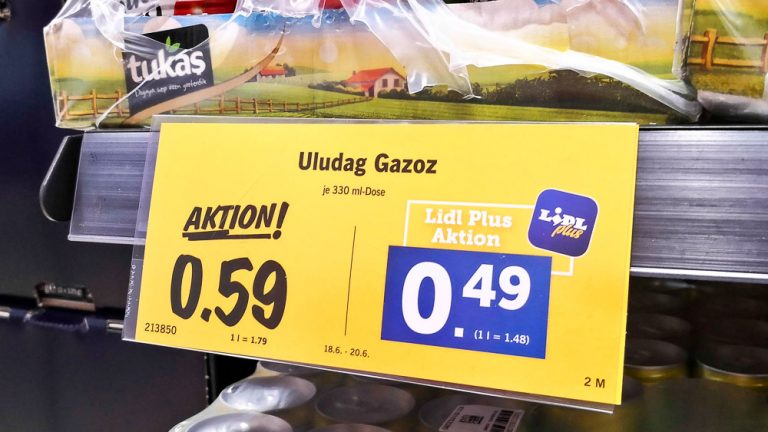 tukaş
Uludag Gazoz
je 330 ml-Dose
AKTION!
0.59
1 l = 1.79
213850
18.6. - 20.6.
Lidl Plus
Aktion
LIDL
plus
0.49
(1 l = 1.48)
2 M